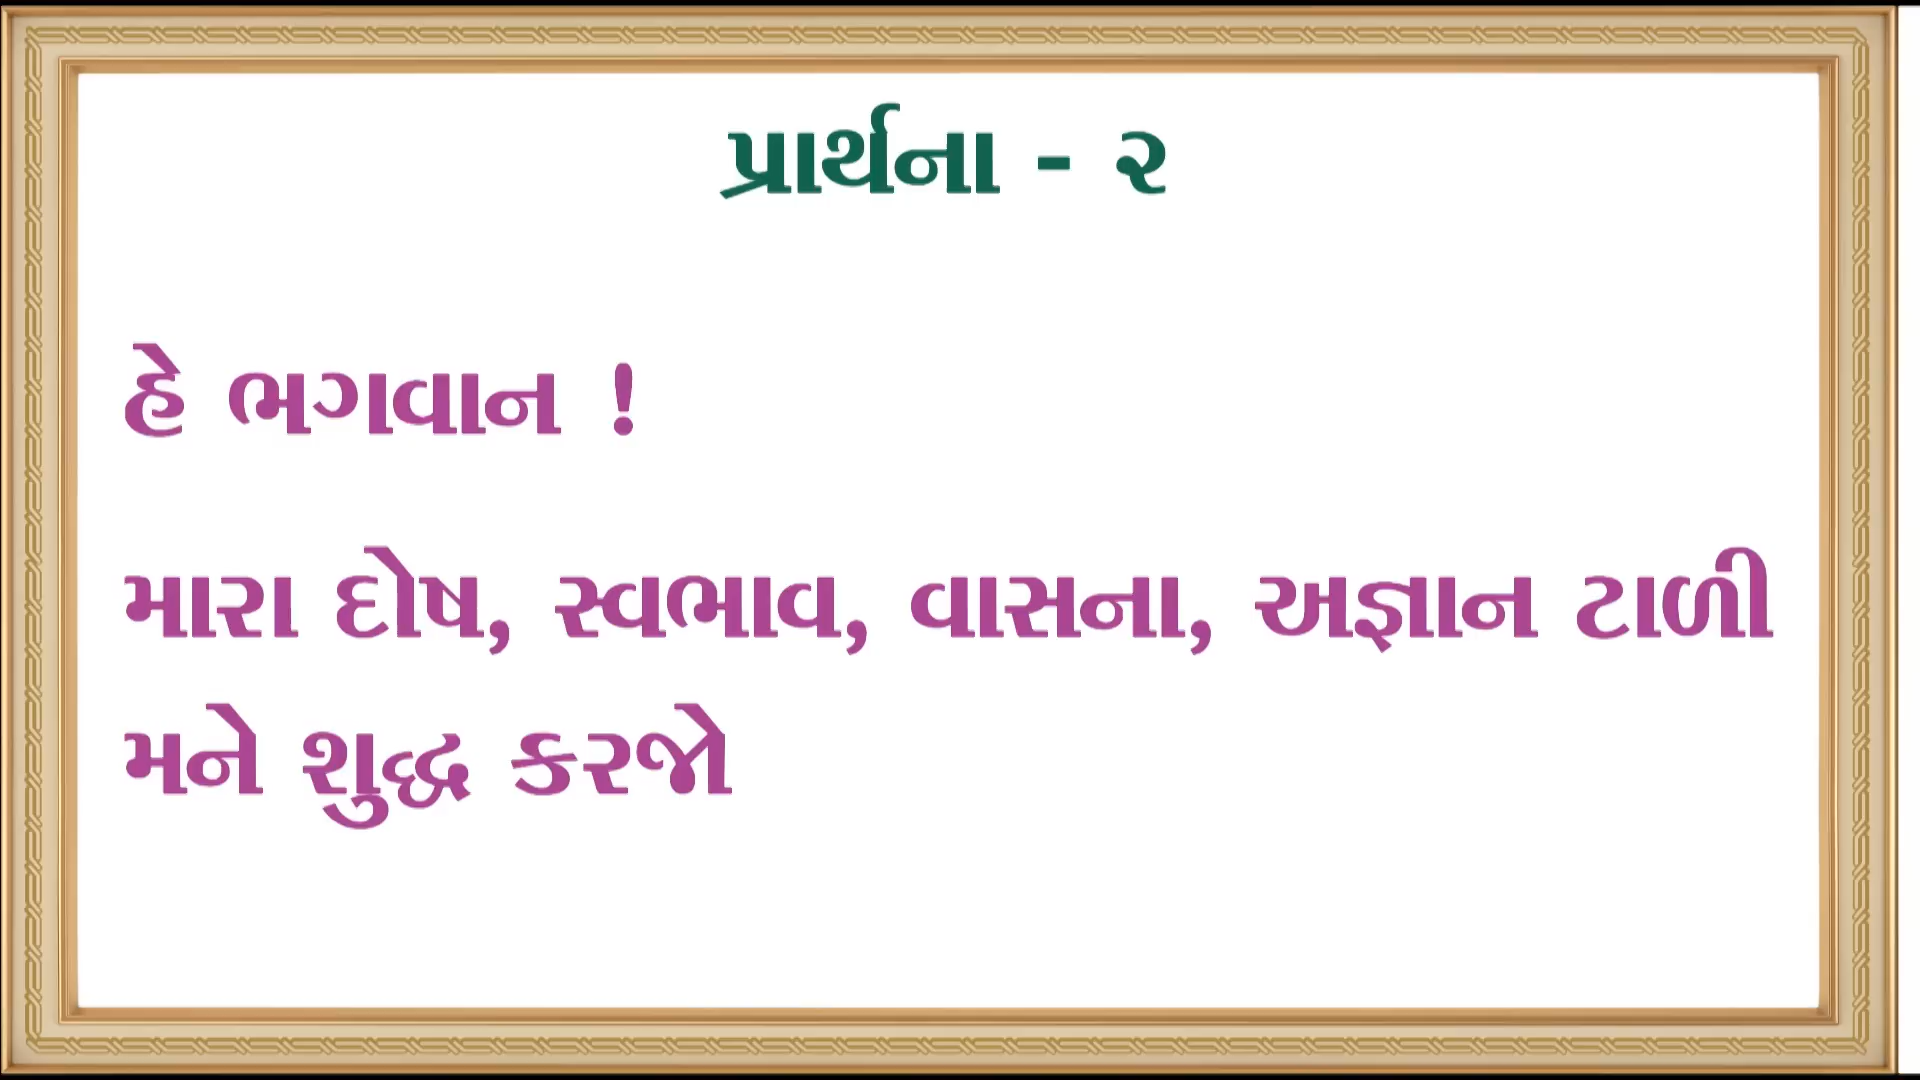 પ્રાર્થના - ૨
હે ભગવાન !
મારા દોષ, સ્વભાવ, વાસના, અજ્ઞાન ટાળી
મને શુદ્ધ કરજો